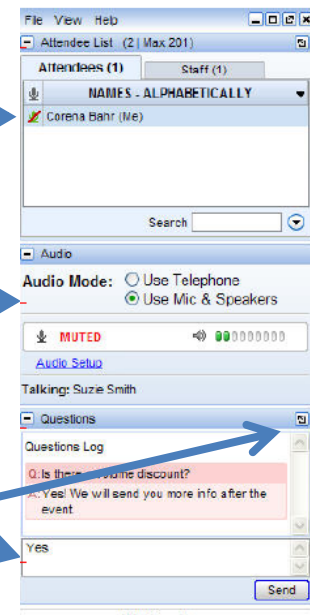 File View Help
Attendee List (2 | Max 201)
Attendees (1) Staff (1)
NAMES - ALPHABETICALLY
Corena Bahr (Me)
Search
Audio
Audio Mode: Use Telephone
Use Mic & Speakers
MUTED
Audio Setup
Talking: Suzie Smith
Questions
Questions Log
Q: Is there volume discount?
A: Yes! We will send you more info after the
event
Yes
Send